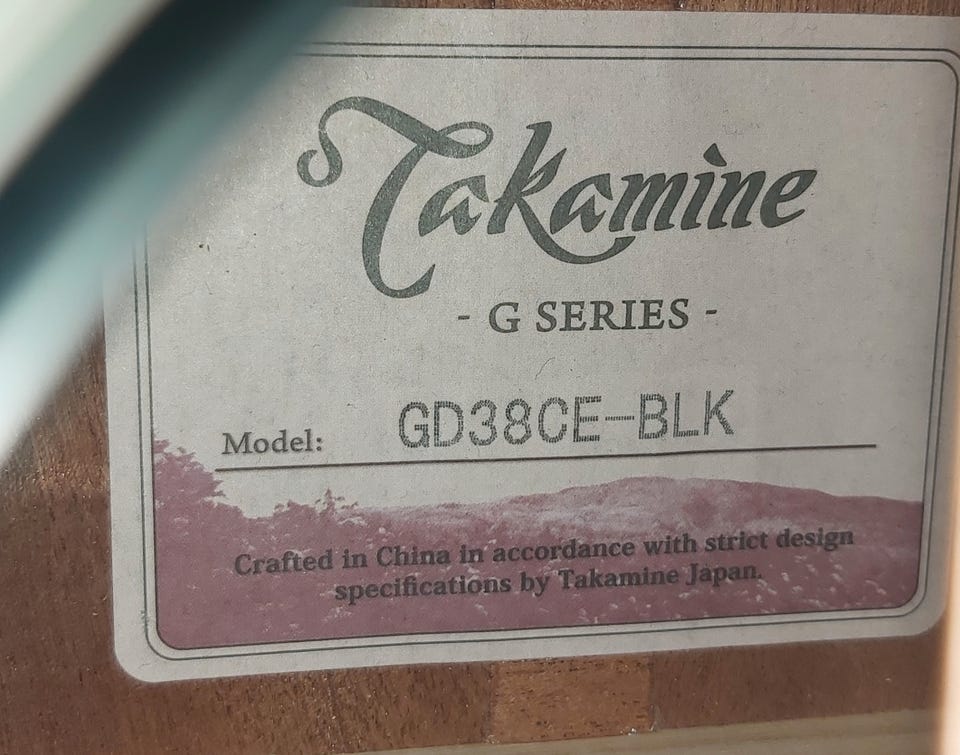 Takamine
- G SERIES -
Model: GD38CE-BLK
Crafted in China in accordance with strict design
specifications by Takamine Japan.